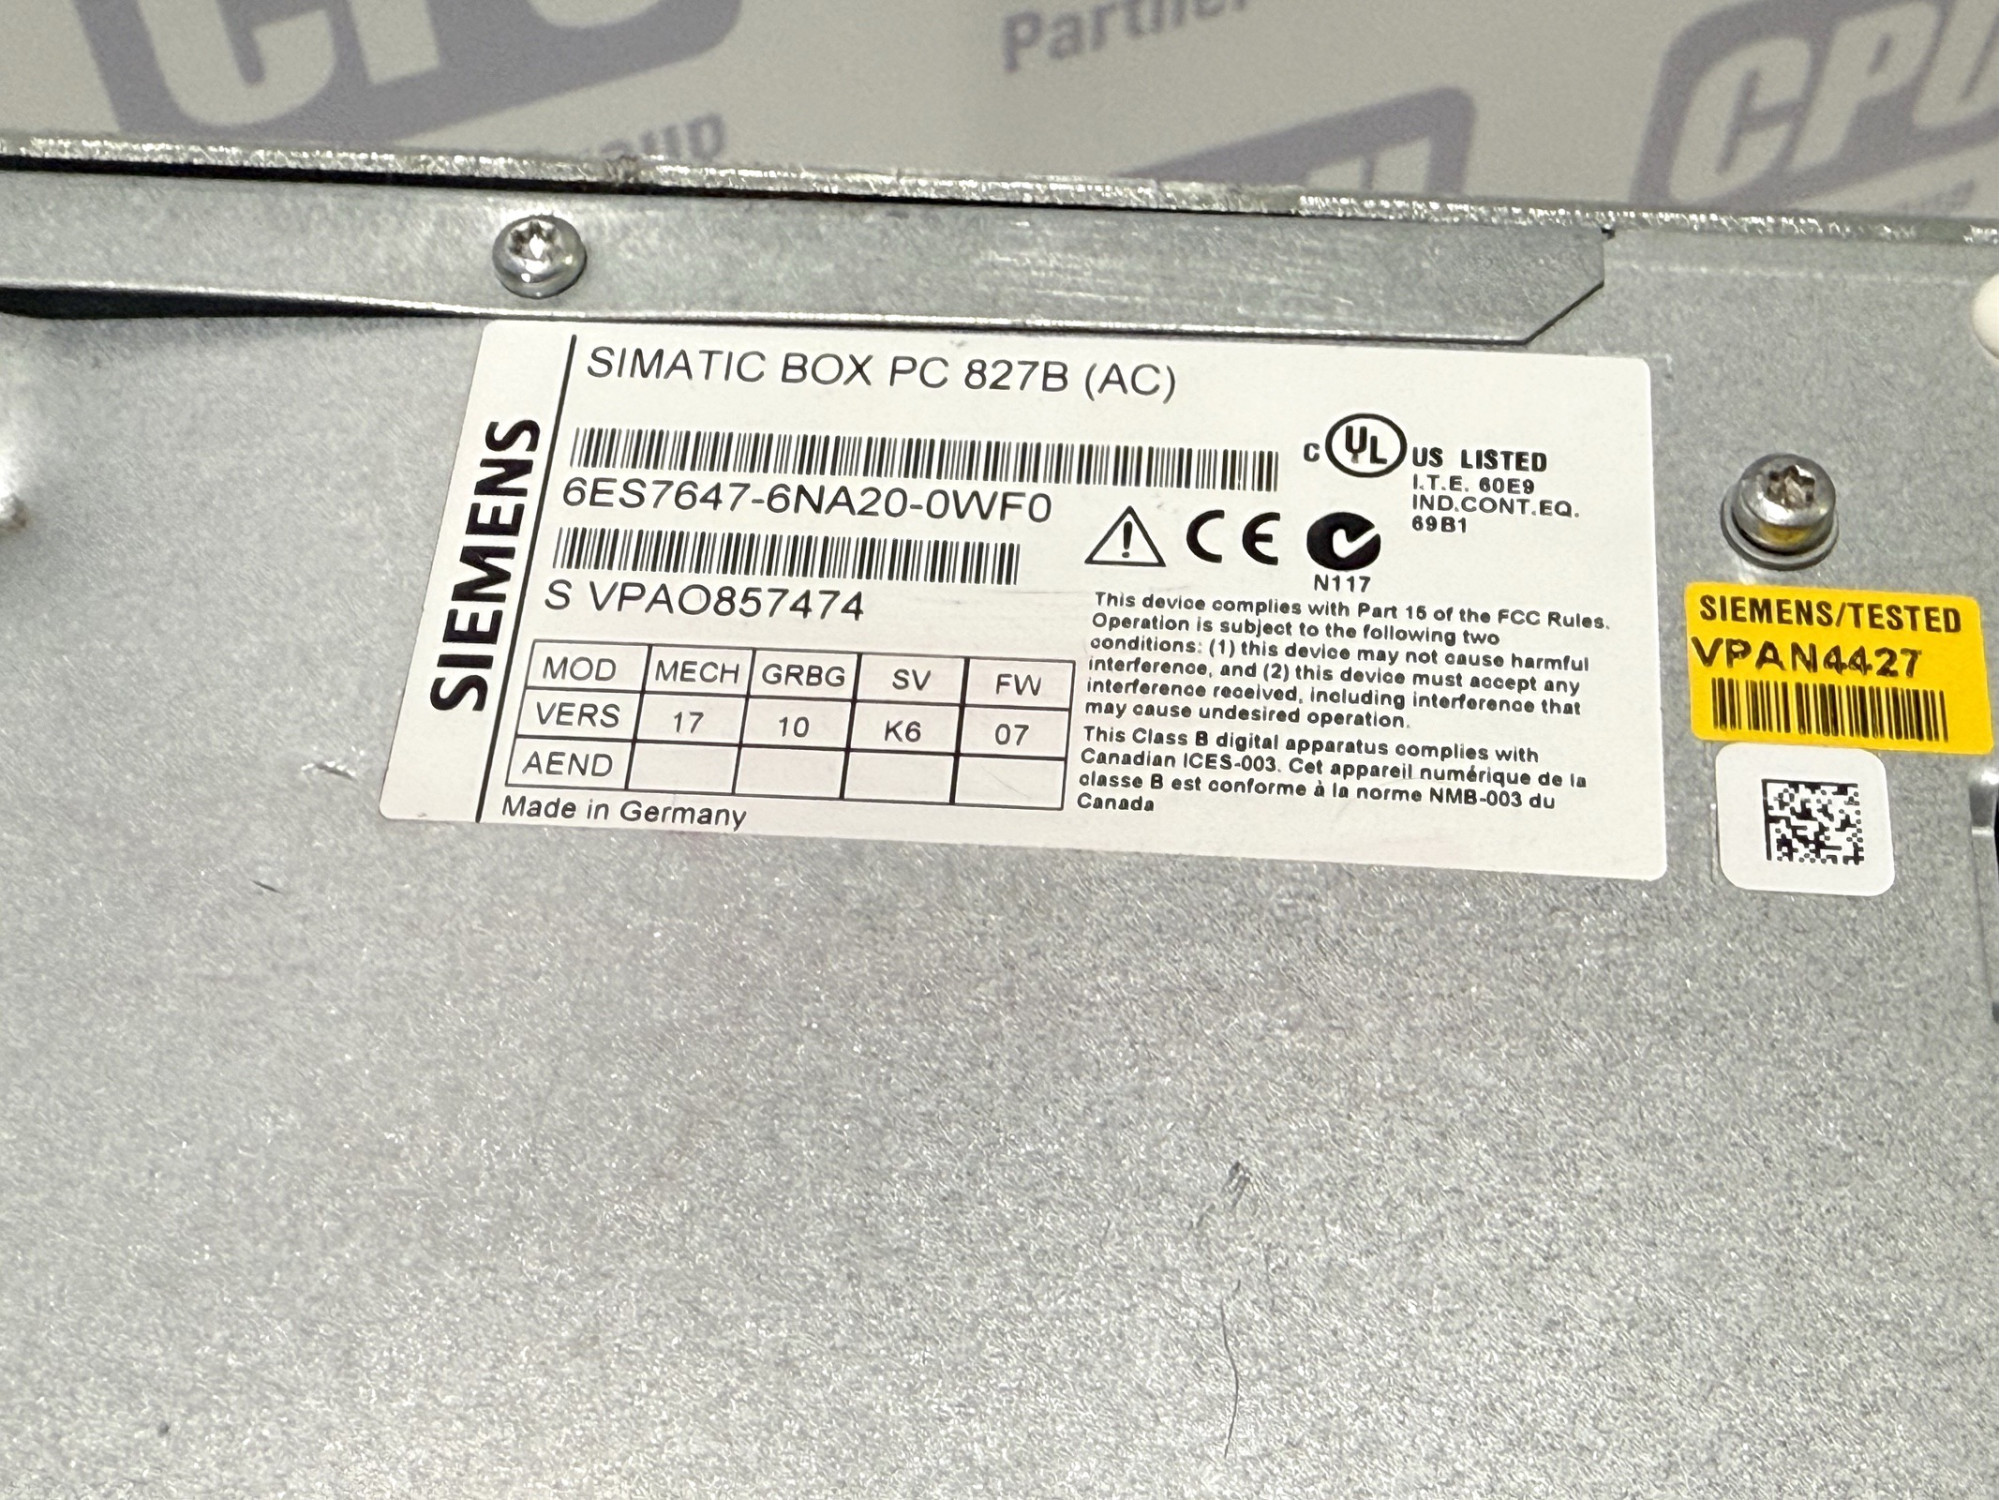 CPU
Partner
CPU
Group
SIMATIC BOX PC 827B (AC)
SIEMENS
6ES7647-6NA20-0WF0
S VPAO857474
C UL US LISTED
I.T.E. 60E9
IND.CONT.EQ.
69B1
CE
N117
MOD MECH GRBG SV FW
VERS 17 10 K6 07
AEND
Made in Germany
This device complies with Part 15 of the FCC Rules.
Operation is subject to the following two
conditions: (1) this device may not cause harmful
interference, and (2) this device must accept any
interference received, including interference that
may cause undesired operation.
This Class B digital apparatus complies with
Canadian ICES-003. Cet appareil numérique de la
classe B est conforme à la norme NMB-003 du
Canada
SIEMENS/TESTED
VPAN4427